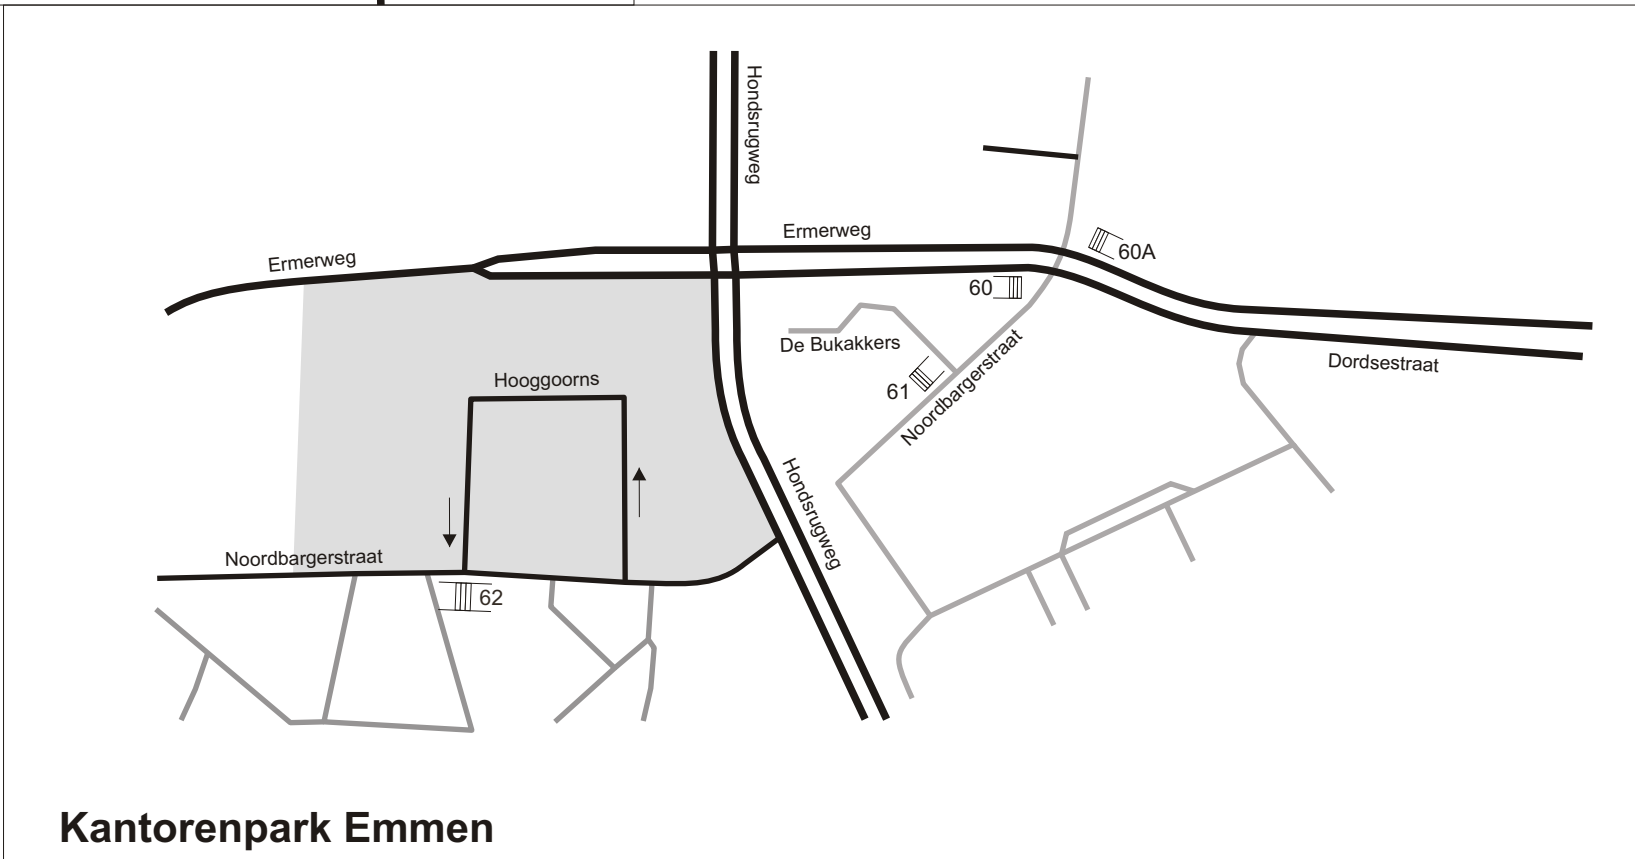 Hondsrugweg
Ermerweg
60A
Ermerweg
60
De Bukakkers
Noordbargerstraat
Dordsestraat
61
Hooggoorns
Hondsrugweg
Noordbargerstraat
62
Kantorenpark Emmen